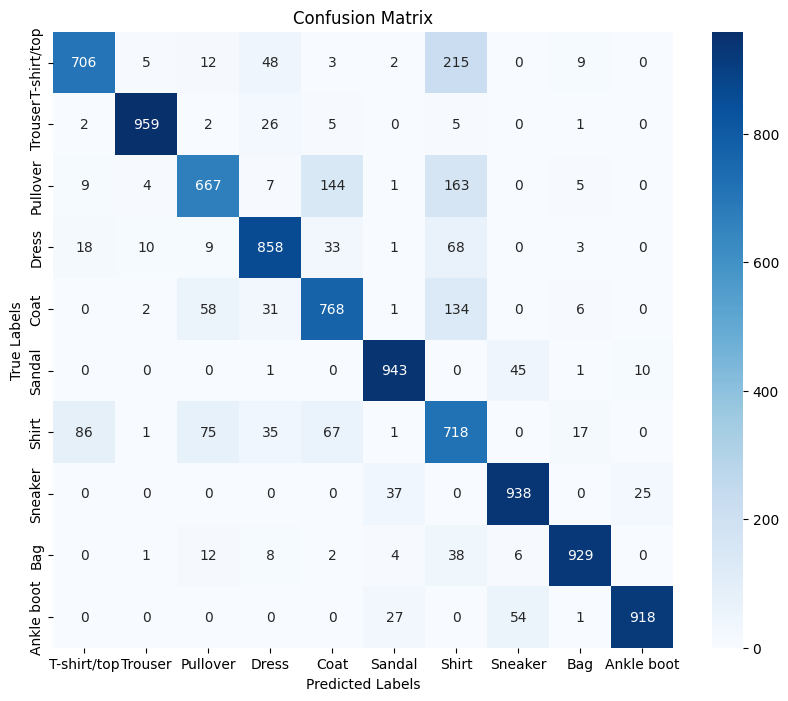 Confusion Matrix
True Labels
T-shirt/top 706 5 12 48 3 2 215 0 9 0
Trouser 2 959 2 26 5 0 5 0 1 0
Pullover 9 4 667 7 144 1 163 0 5 0
Dress 18 10 9 858 33 1 68 0 3 0
Coat 0 2 58 31 768 1 134 0 6 0
Sandal 0 0 0 1 0 943 0 45 1 10
Shirt 86 1 75 35 67 1 718 0 17 0
Sneaker 0 0 0 0 0 37 0 938 0 25
Bag 0 1 12 8 2 4 38 6 929 0
Ankle boot 0 0 0 0 0 27 0 54 1 918
T-shirt/top Trouser Pullover Dress Coat Sandal Shirt Sneaker Bag Ankle boot
Predicted Labels
800
600
400
200
0